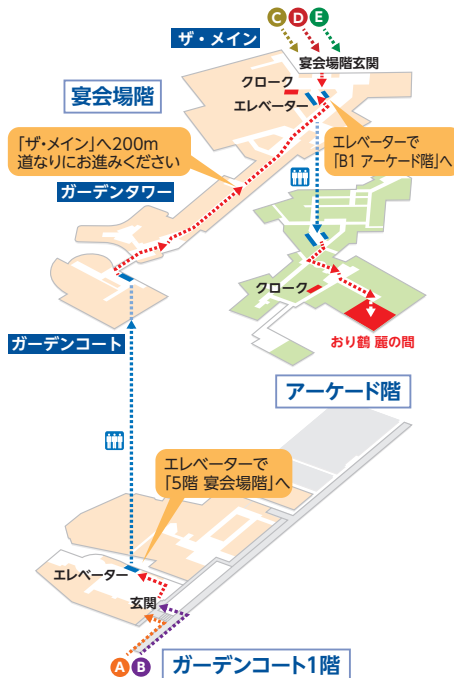 C D E
ザ・メイン
宴会場階玄関
宴会場階
クローク
エレベーター
「ザ・メイン」へ200m
道なりにお進みください
エレベーターで
「B1 アーケード階」へ
ガーデンタワー
クローク
おり鶴 麗の間
ガーデンコート
アーケード階
エレベーターで
「5階 宴会場階」へ
エレベーター
玄関
A B
ガーデンコート1階